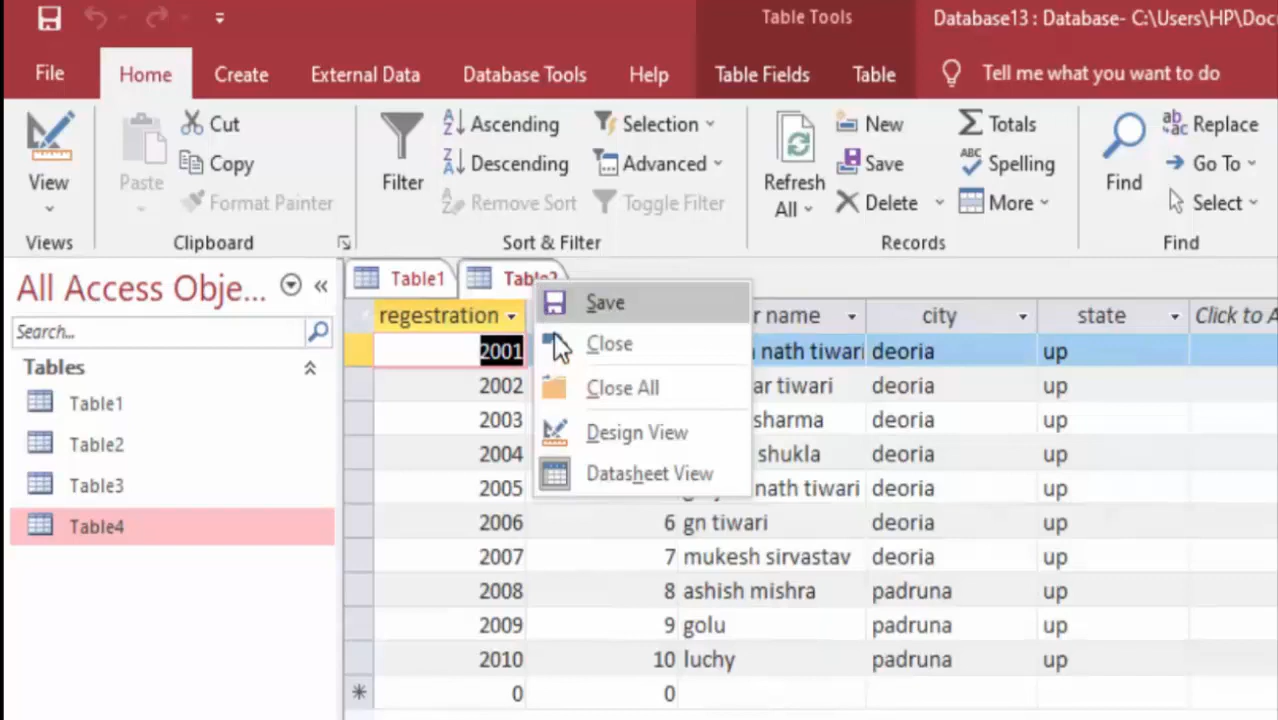 Table Tools
Database13 : Database- C:\Users\HP\Doc
File Home Create External Data Database Tools Help Table Fields Table Tell me what you want to do
View
Views
Paste
Cut
Copy
Format Painter
Clipboard
Filter
Ascending
Descending
Remove Sort
Selection
Advanced
Toggle Filter
Sort & Filter
Refresh
All
New
Save
Delete
Totals
Spelling
More
Records
Find
Replace
Go To
Select
Find
All Access Obje...
Search...
Tables
Table1
Table2
Table3
Table4
Table1 Table2
Save
Close
Close All
Design View
Datasheet View
regestration r name city state Click to A
2001 nath tiwari deoria up
2002 ar tiwari deoria up
2003 sharma deoria up
2004 shukla deoria up
2005 nath tiwari deoria up
2006 6 gn tiwari deoria up
2007 7 mukesh sirvastav deoria up
2008 8 ashish mishra padruna up
2009 9 golu padruna up
2010 10 luchy padruna up
0 0